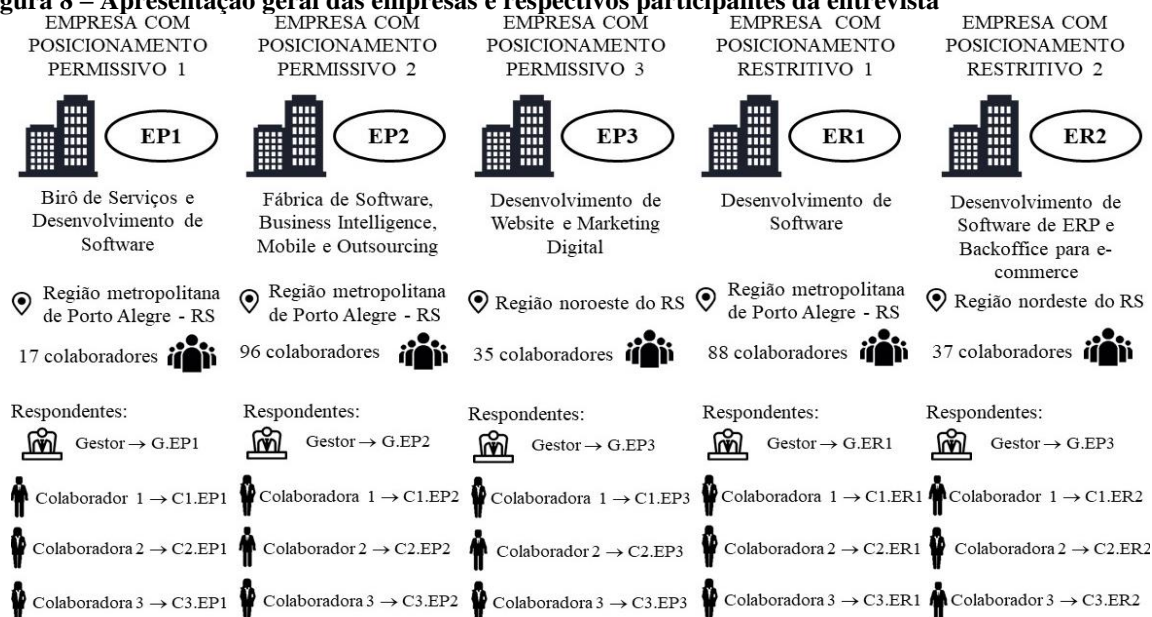 gura 8 – Apresentação geral das empresas e respectivos participantes da entrevista
EMPRESA COM
POSICIONAMENTO
PERMISSIVO 1
EP1
Birô de Serviços e
Desenvolvimento de
Software
Região metropolitana
de Porto Alegre - RS
17 colaboradores
Respondentes:
Gestor → G.EP1
Colaborador 1 → C1.EP1
Colaboradora 2 → C2.EP1
Colaboradora 3 → C3.EP1
EMPRESA COM
POSICIONAMENTO
PERMISSIVO 2
EP2
Fábrica de Software,
Business Intelligence,
Mobile e Outsourcing
Região metropolitana
de Porto Alegre - RS
96 colaboradores
Respondentes:
Gestor → G.EP2
Colaboradora 1 → C1.EP2
Colaborador 2 → C2.EP2
Colaboradora 3 → C3.EP2
EMPRESA COM
POSICIONAMENTO
PERMISSIVO 3
EP3
Desenvolvimento de
Website e Marketing
Digital
Região noroeste do RS
35 colaboradores
Respondentes:
Gestor → G.EP3
Colaboradora 1 → C1.EP3
Colaborador 2 → C2.EP3
Colaboradora 3 → C3.EP3
EMPRESA COM
POSICIONAMENTO
RESTRITIVO 1
ER1
Desenvolvimento de
Software
Região metropolitana
de Porto Alegre - RS
88 colaboradores
Respondentes:
Gestor → G.ER1
Colaboradora 1 → C1.ER1
Colaboradora 2 → C2.ER1
Colaboradora 3 → C3.ER1
EMPRESA COM
POSICIONAMENTO
RESTRITIVO 2
ER2
Desenvolvimento de
Software de ERP e
Backoffice para e-
commerce
Região nordeste do RS
37 colaboradores
Respondentes:
Gestor → G.EP3
Colaborador 1 → C1.ER2
Colaboradora 2 → C2.ER2
Colaborador 3 → C3.ER2